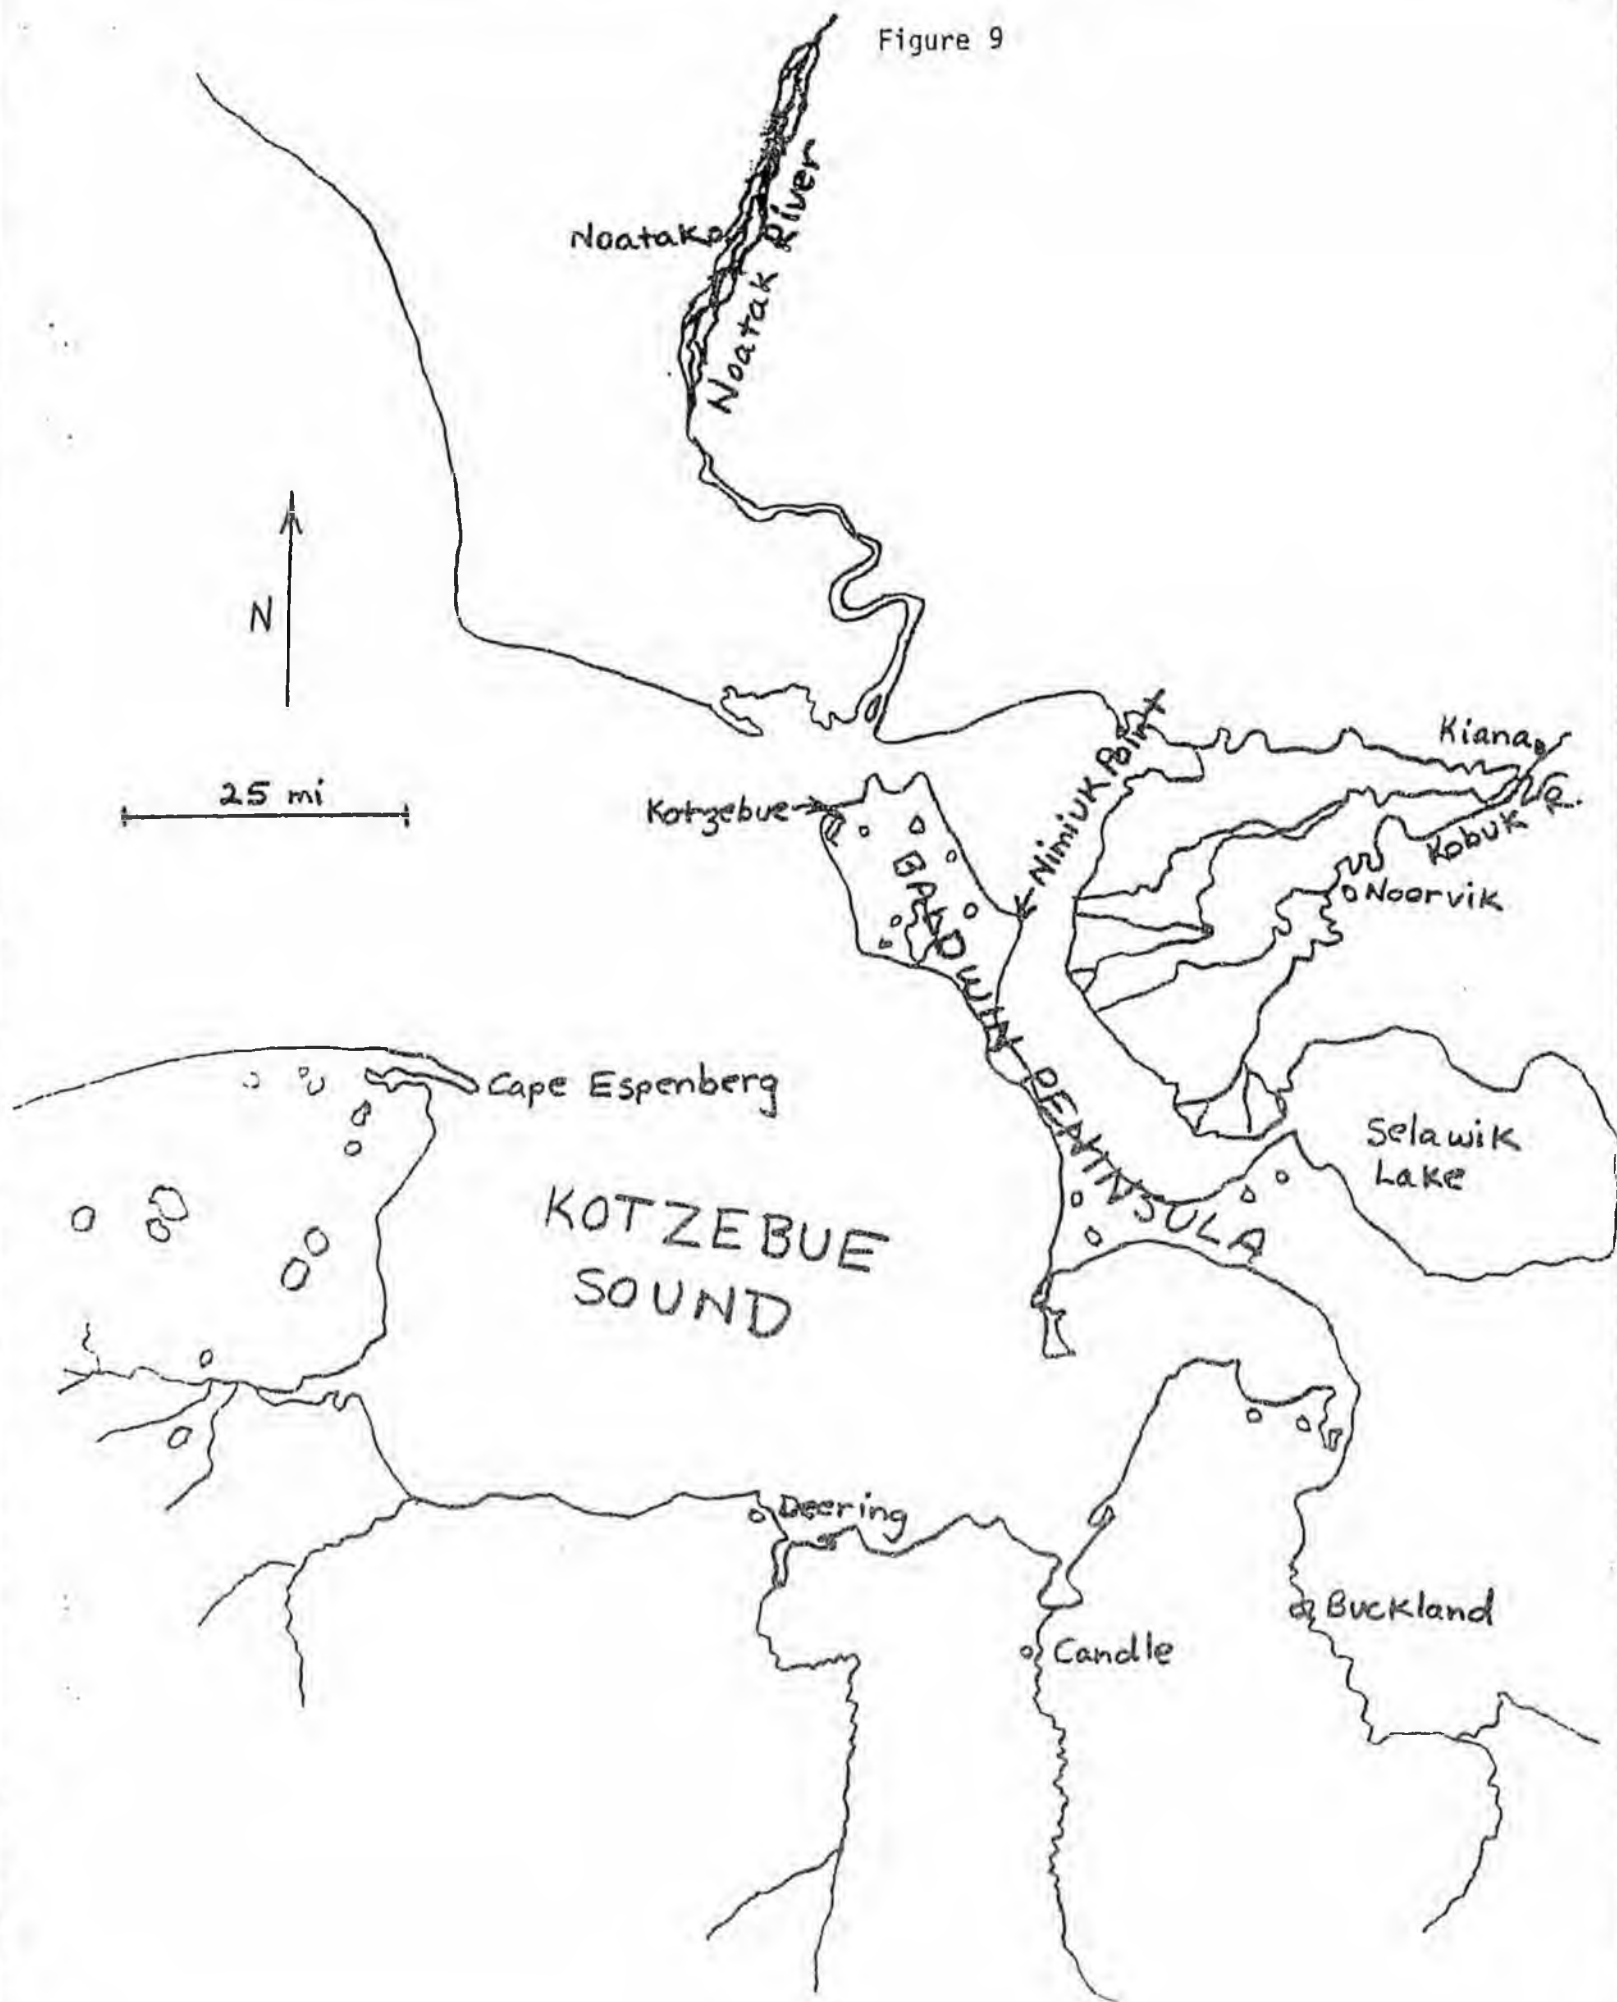 Figure 9
Noatak
Noatak River
N
25 mi
Kiana
Kotzebue
Nimiuk Point
Kobuk R.
BALDWIN PENINSULA
Noorvik
Cape Espenberg
Selawik
Lake
KOTZEBUE
SOUND
Deering
Buckland
Candle